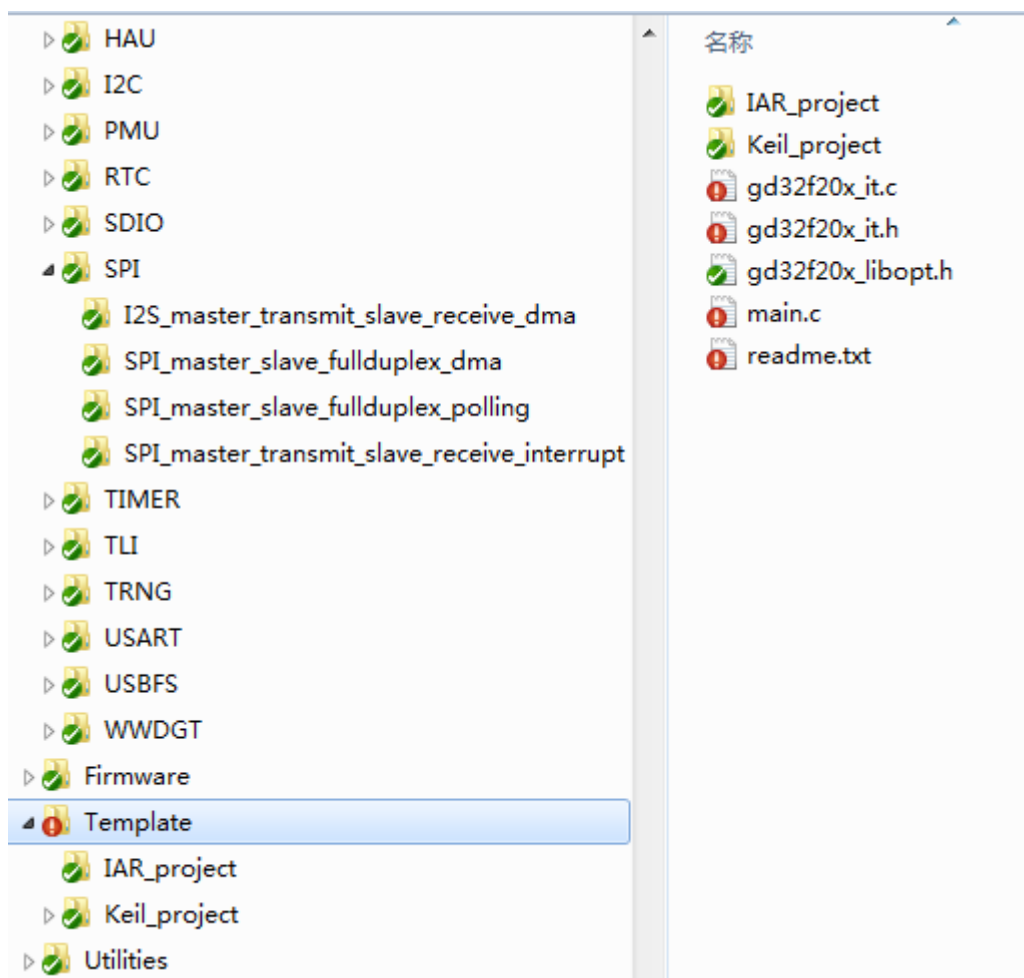 HAU
I2C
PMU
RTC
SDIO
SPI
I2S_master_transmit_slave_receive_dma
SPI_master_slave_fullduplex_dma
SPI_master_slave_fullduplex_polling
SPI_master_transmit_slave_receive_interrupt
TIMER
TLI
TRNG
USART
USBFS
WWDGT
Firmware
Template
IAR_project
Keil_project
Utilities
名称
IAR_project
Keil_project
gd32f20x_it.c
gd32f20x_it.h
gd32f20x_libopt.h
main.c
readme.txt